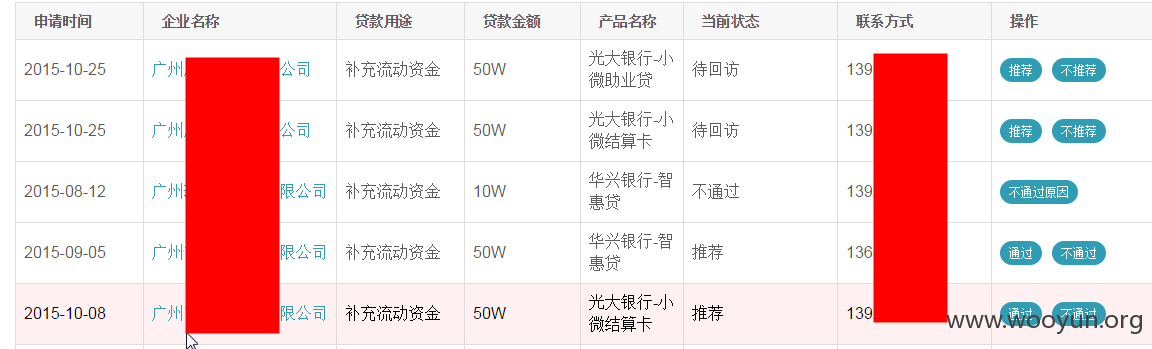 申请时间 企业名称 贷款用途 贷款金额 产品名称 当前状态 联系方式 操作
2015-10-25 广州 公司 补充流动资金 50W 光大银行-小 待回访 139 推荐 不推荐
微助业贷
2015-10-25 广州 公司 补充流动资金 50W 光大银行-小 待回访 139 推荐 不推荐
微结算卡
2015-08-12 广州 限公司 补充流动资金 10W 华兴银行-智 不通过 139 不通过原因
惠贷
2015-09-05 广州 限公司 补充流动资金 50W 华兴银行-智 推荐 136 通过 不通过
惠贷
2015-10-08 广州 限公司 补充流动资金 50W 光大银行-小 推荐 139 通过 不通过
微结算卡
www.wooyun.org